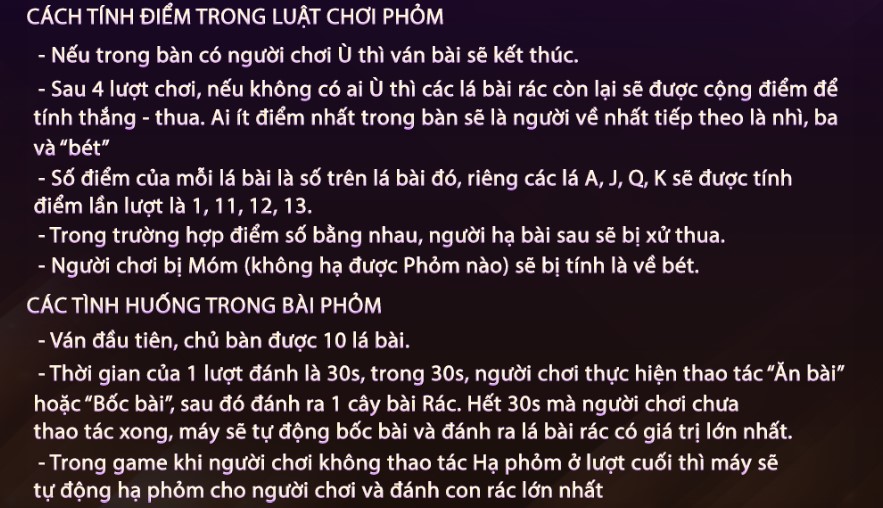 CÁCH TÍNH ĐIỂM TRONG LUẬT CHƠI PHỎM
- Nếu trong bàn có người chơi Ù thì ván bài sẽ kết thúc.
- Sau 4 lượt chơi, nếu không có ai Ù thì các lá bài rác còn lại sẽ được cộng điểm để
tính thắng - thua. Ai ít điểm nhất trong bàn sẽ là người về nhất tiếp theo là nhì, ba
và “bét”
- Số điểm của mỗi lá bài là số trên lá bài đó, riêng các lá A, J, Q, K sẽ được tính
điểm lần lượt là 1, 11, 12, 13.
- Trong trường hợp điểm số bằng nhau, người hạ bài sau sẽ bị xử thua.
- Người chơi bị Móm (không hạ được Phỏm nào) sẽ bị tính là về bét.
CÁC TÌNH HUỐNG TRONG BÀI PHỎM
- Ván đầu tiên, chủ bàn được 10 lá bài.
- Thời gian của 1 lượt đánh là 30s, trong 30s, người chơi thực hiện thao tác “Ăn bài”
hoặc “Bốc bài”, sau đó đánh ra 1 cây bài Rác. Hết 30s mà người chơi chưa
thao tác xong, máy sẽ tự động bốc bài và đánh ra lá bài rác có giá trị lớn nhất.
- Trong game khi người chơi không thao tác Hạ phỏm ở lượt cuối thì máy sẽ
tự động hạ phỏm cho người chơi và đánh con rác lớn nhất